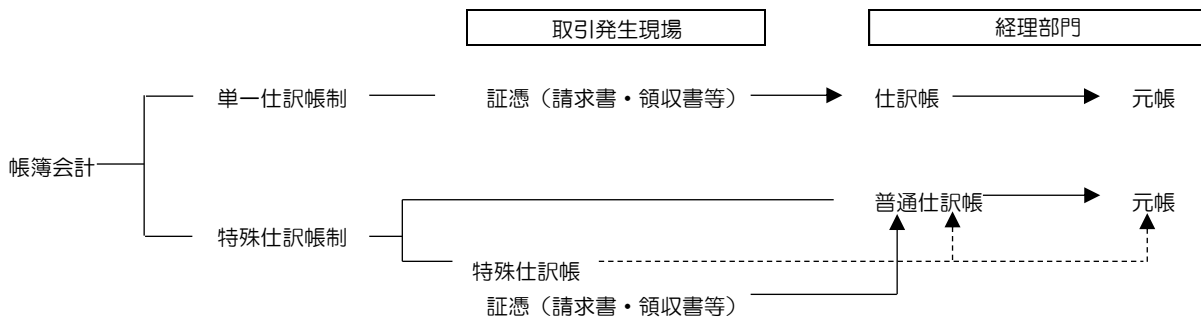 取引発生現場
経理部門
単一仕訳帳制
証憑（請求書・領収書等）
仕訳帳
元帳
帳簿会計
普通仕訳帳
元帳
特殊仕訳帳制
特殊仕訳帳
証憑（請求書・領収書等）